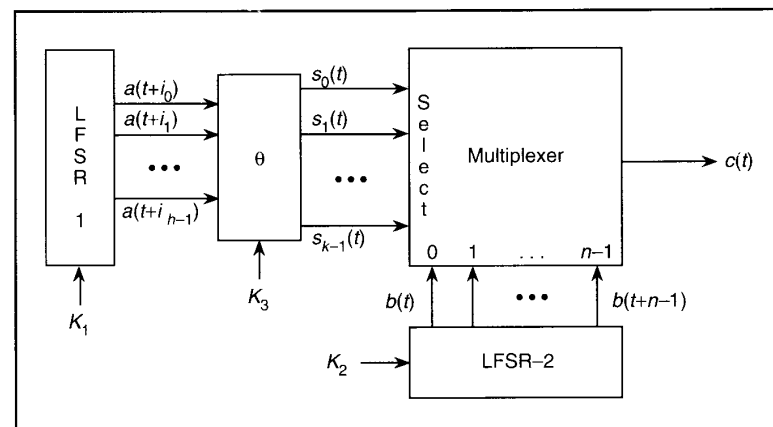 LFSR 1
a(t+i₀)
a(t+i₁)
•••
a(t+i ₕ₋₁)
K₁
θ
K₃
s₀(t)
s₁(t)
•••
sₖ₋₁(t)
Select
Multiplexer
0 1 . . . n–1
c(t)
b(t)
•••
b(t+n–1)
K₂
LFSR–2